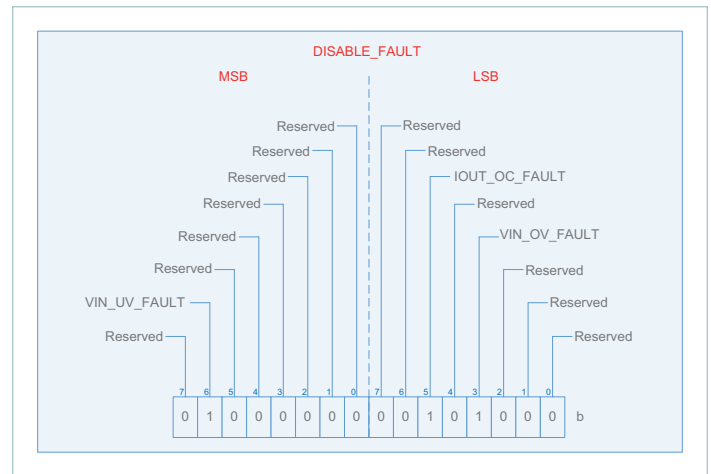 DISABLE_FAULT
MSB LSB
Reserved Reserved
Reserved Reserved
Reserved IOUT_OC_FAULT
Reserved Reserved
Reserved VIN_OV_FAULT
Reserved Reserved
VIN_UV_FAULT Reserved
Reserved Reserved
7 6 5 4 3 2 1 0 7 6 5 4 3 2 1 0
0 1 0 0 0 0 0 0 0 0 1 0 1 0 0 0 b